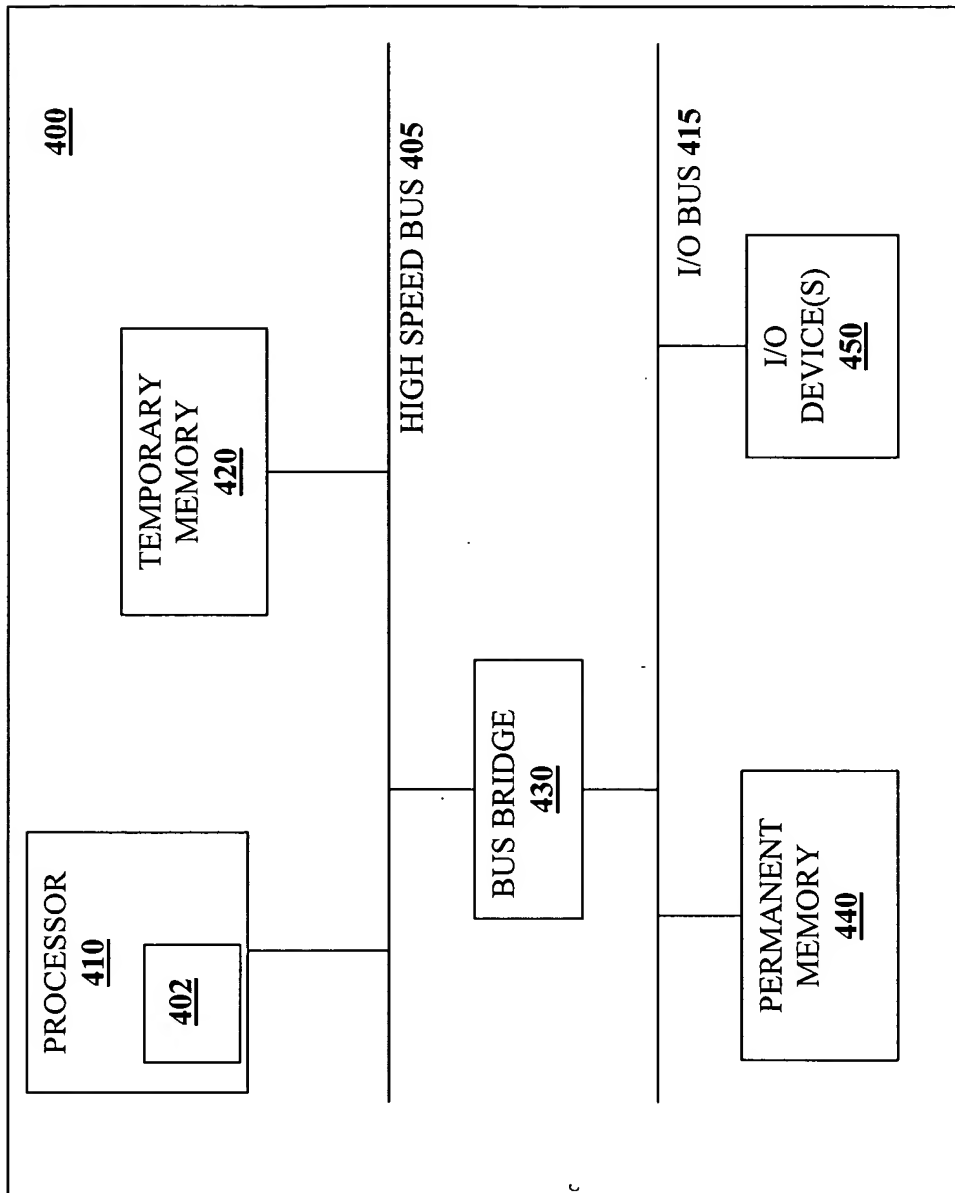 400
PROCESSOR
410
402
TEMPORARY
MEMORY
420
HIGH SPEED BUS 405
BUS BRIDGE
430
I/O BUS 415
PERMANENT
MEMORY
440
I/O
DEVICE(S)
450